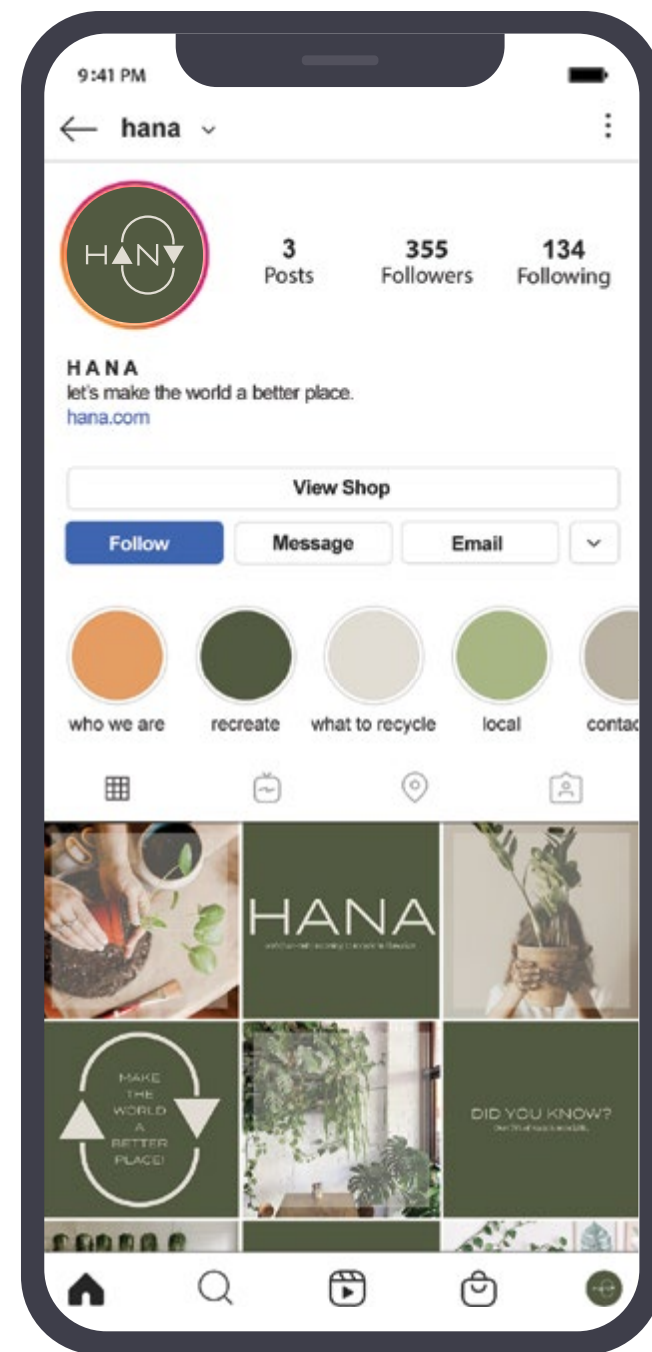 9:41 PM
hana
HANA
3
Posts
355
Followers
134
Following
HANA
let's make the world a better place.
hana.com
View Shop
Follow
Message
Email
who we are
recreate
what to recycle
local
contac
HANA
MAKE
THE
WORLD
A
BETTER
PLACE!
DID YOU KNOW?